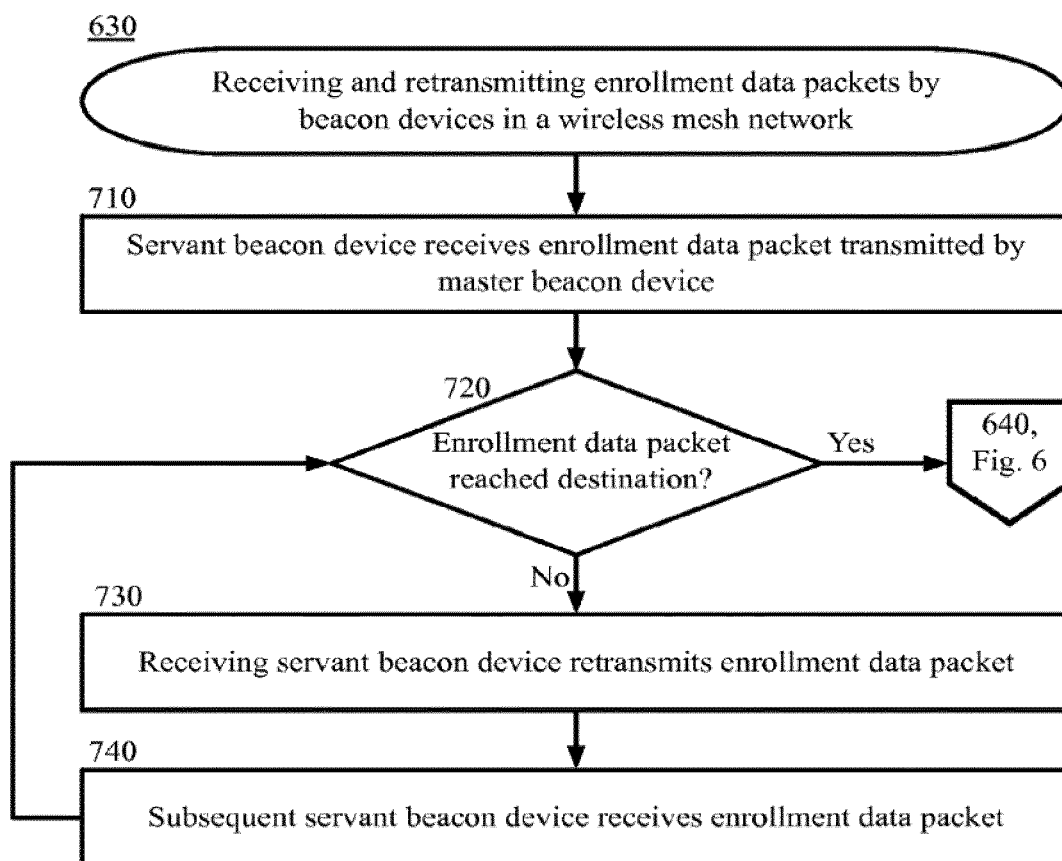 630
Receiving and retransmitting enrollment data packets by
beacon devices in a wireless mesh network
710
Servant beacon device receives enrollment data packet transmitted by
master beacon device
720
Enrollment data packet
reached destination?
Yes
640,
Fig. 6
No
730
Receiving servant beacon device retransmits enrollment data packet
740
Subsequent servant beacon device receives enrollment data packet